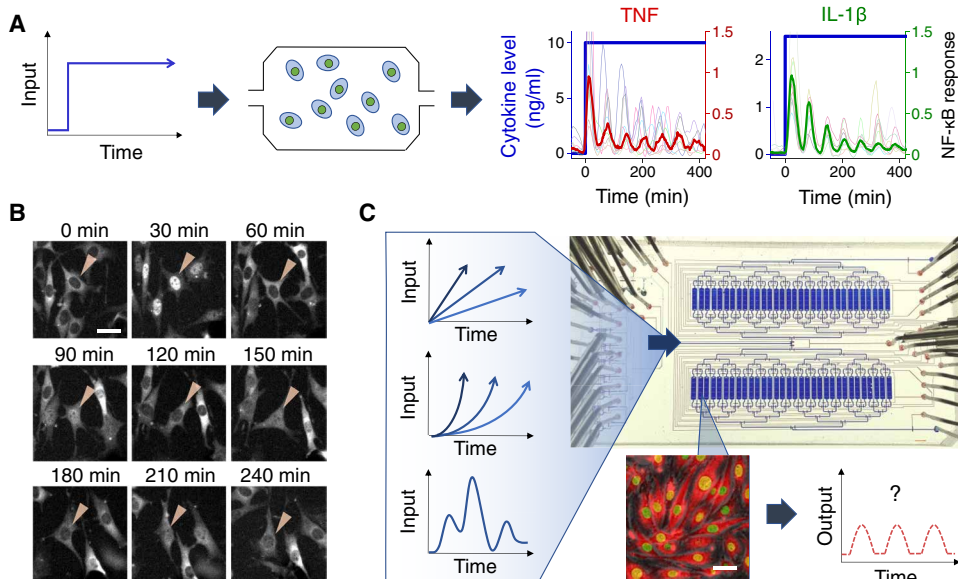 A
Input
Time
Cytokine level
(ng/ml)
TNF
10
5
0
1.5
1
0.5
0
0
200
400
Time (min)
IL-1β
2
1
0
1.5
1
0.5
0
0
200
400
Time (min)
NF-κB response
B
0 min
30 min
60 min
90 min
120 min
150 min
180 min
210 min
240 min
C
Input
Time
Input
Time
Input
Time
Output
?
Time